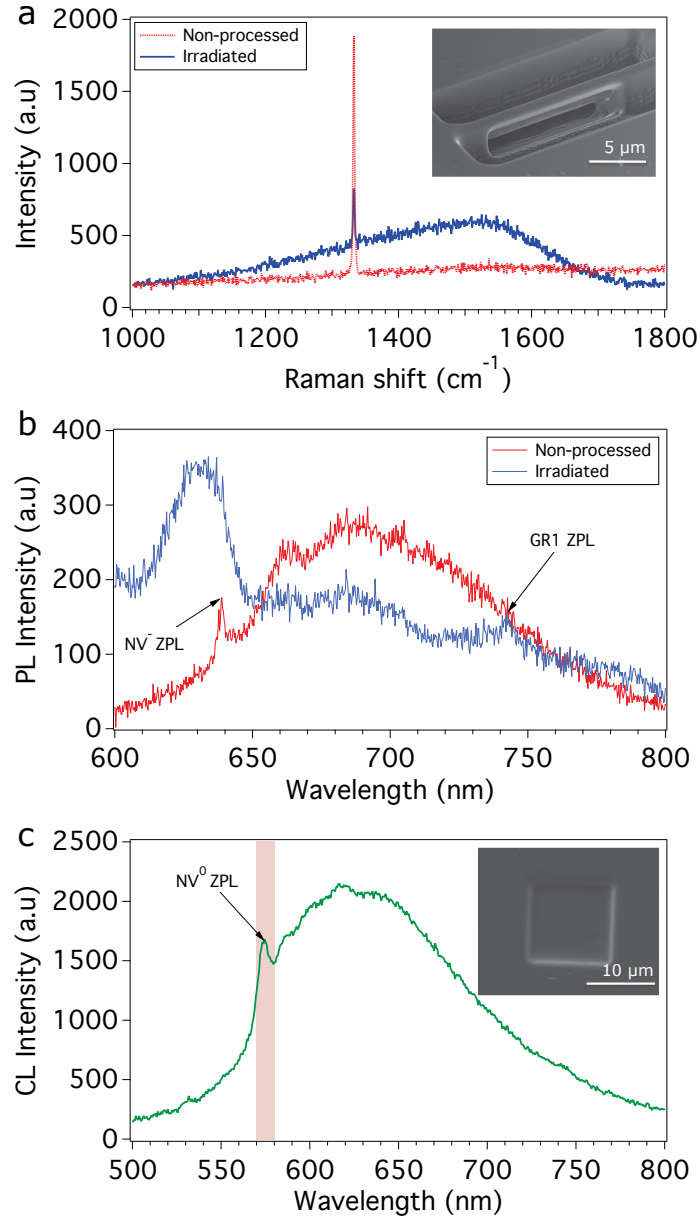 a
Non-processed
Irradiated
5 µm
Intensity (a.u)
2000
1500
1000
500
0
1000
1200
1400
1600
1800
Raman shift (cm⁻¹)
b
Non-processed
Irradiated
GR1 ZPL
NV⁻ ZPL
PL Intensity (a.u)
400
300
200
100
0
600
650
700
750
800
Wavelength (nm)
c
NV⁰ ZPL
10 µm
CL Intensity (a.u)
2500
2000
1500
1000
500
0
500
550
600
650
700
750
800
Wavelength (nm)